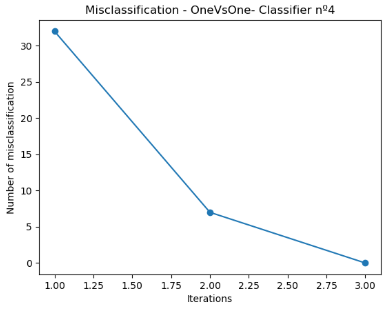 Misclassification - OneVsOne- Classifier nº4
Number of misclassification
30
25
20
15
10
5
0
1.00 1.25 1.50 1.75 2.00 2.25 2.50 2.75 3.00
Iterations